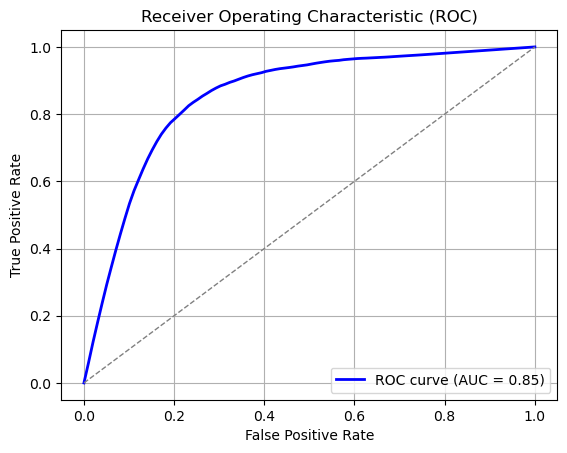 Receiver Operating Characteristic (ROC)
True Positive Rate
1.0
0.8
0.6
0.4
0.2
0.0
ROC curve (AUC = 0.85)
0.0 0.2 0.4 0.6 0.8 1.0
False Positive Rate